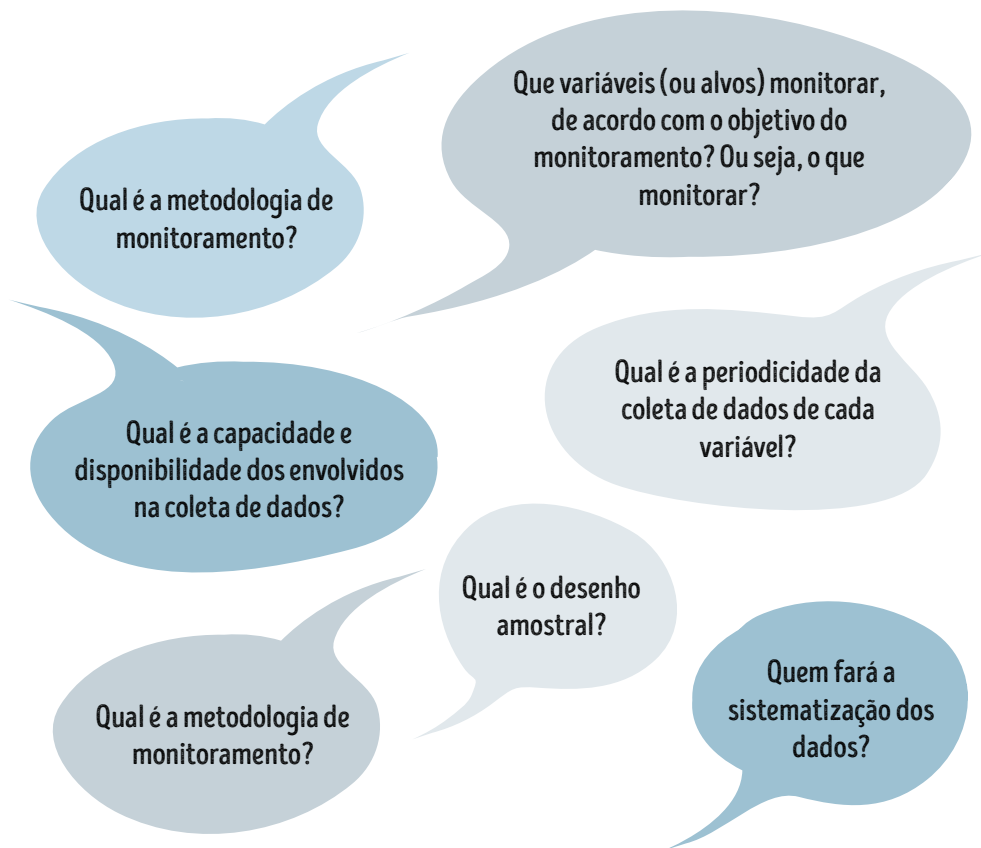 Qual é a metodologia de
monitoramento?
Que variáveis (ou alvos) monitorar,
de acordo com o objetivo do
monitoramento? Ou seja, o que
monitorar?
Qual é a capacidade e
disponibilidade dos envolvidos
na coleta de dados?
Qual é a periodicidade da
coleta de dados de cada
variável?
Qual é a metodologia de
monitoramento?
Qual é o desenho
amostral?
Quem fará a
sistematização dos
dados?